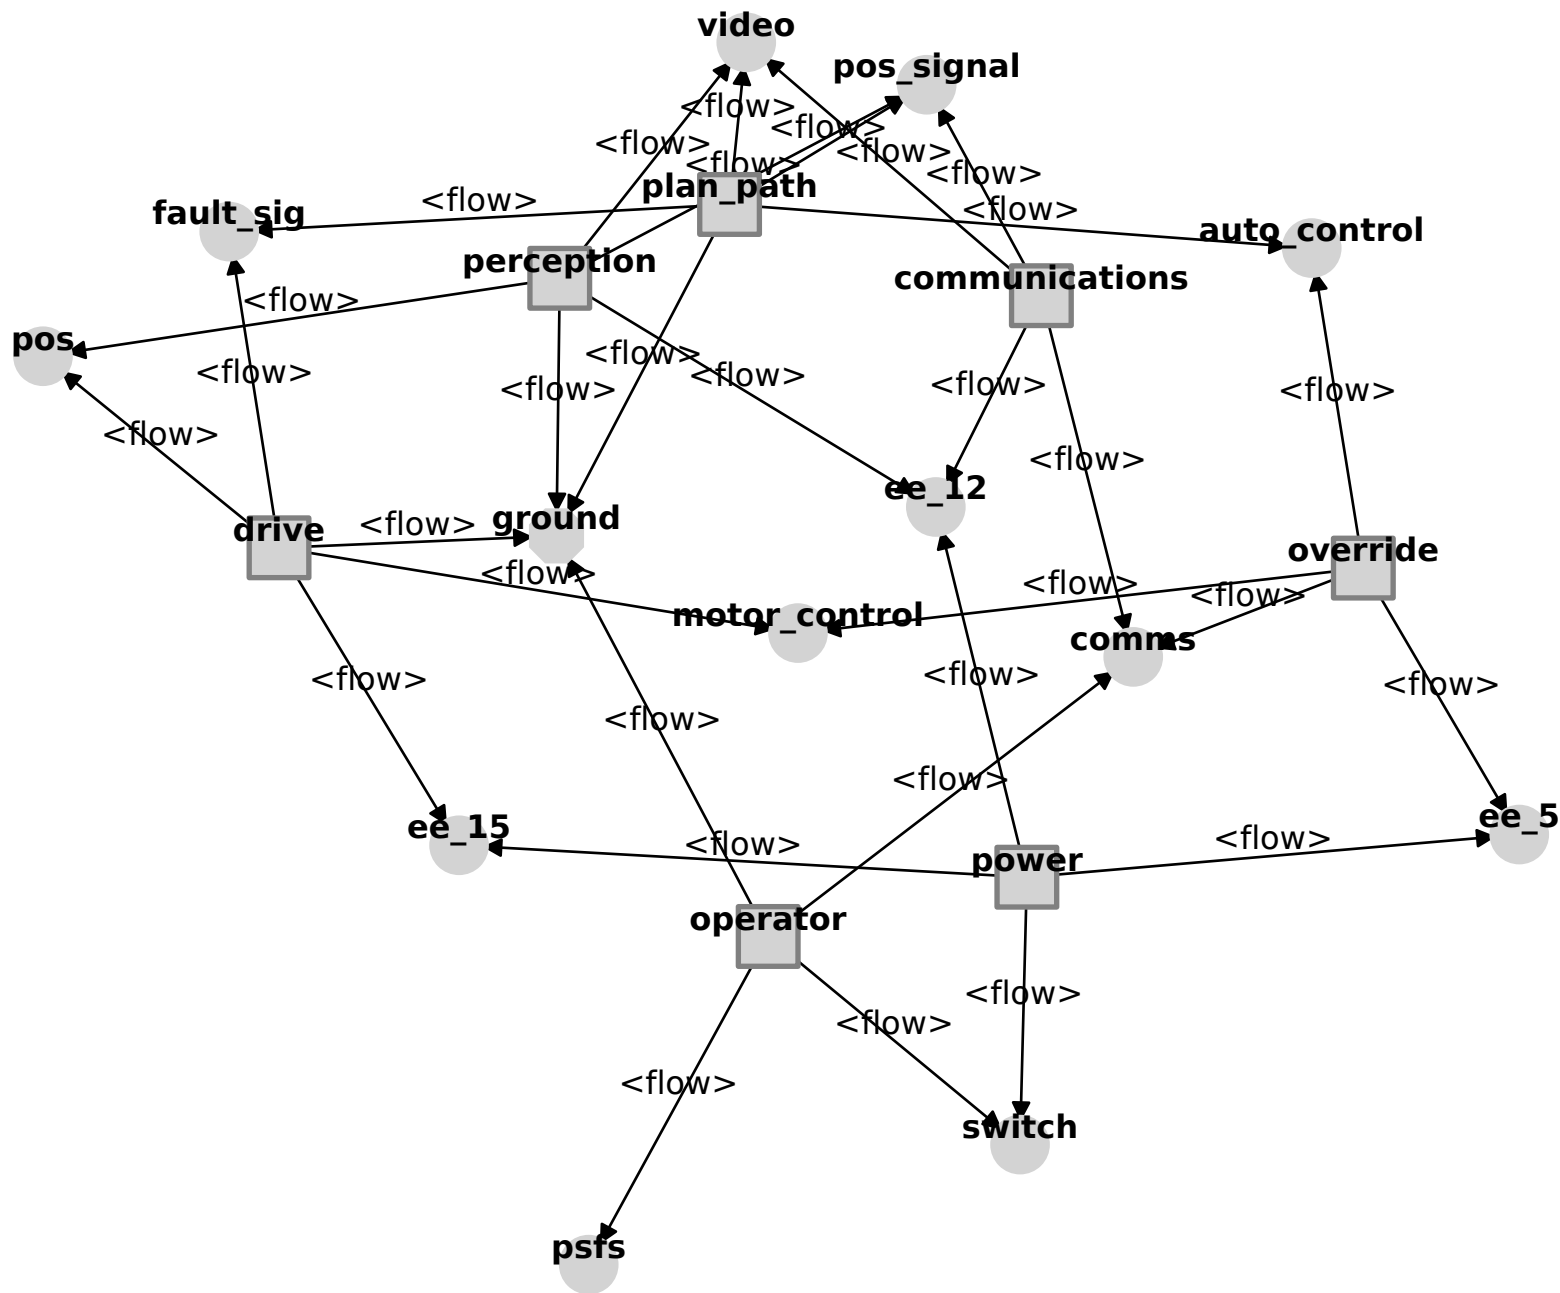 video
pos_signal
<flow>
<flow>
<flow>
<flow>
<flow>
<flow>
plan_path
<flow>
<flow>
fault_sig
auto_control
perception
communications
<flow>
pos
<flow>
<flow>
<flow>
<flow>
<flow>
<flow>
<flow>
<flow>
ee_12
ground
<flow>
drive
override
<flow>
<flow>
<flow>
motor_control
comms
<flow>
<flow>
<flow>
<flow>
<flow>
ee_5
ee_15
<flow>
<flow>
power
operator
<flow>
<flow>
<flow>
switch
psfs